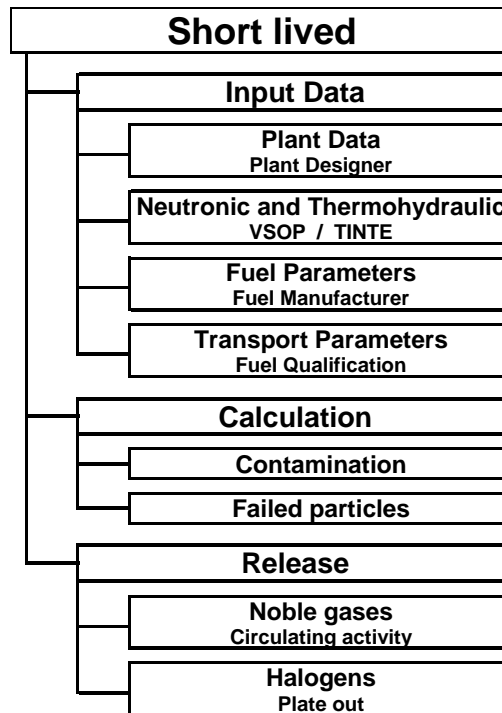 Short lived
Input Data
Plant Data
Plant Designer
Neutronic and Thermohydraulic
VSOP / TINTE
Fuel Parameters
Fuel Manufacturer
Transport Parameters
Fuel Qualification
Calculation
Contamination
Failed particles
Release
Noble gases
Circulating activity
Halogens
Plate out